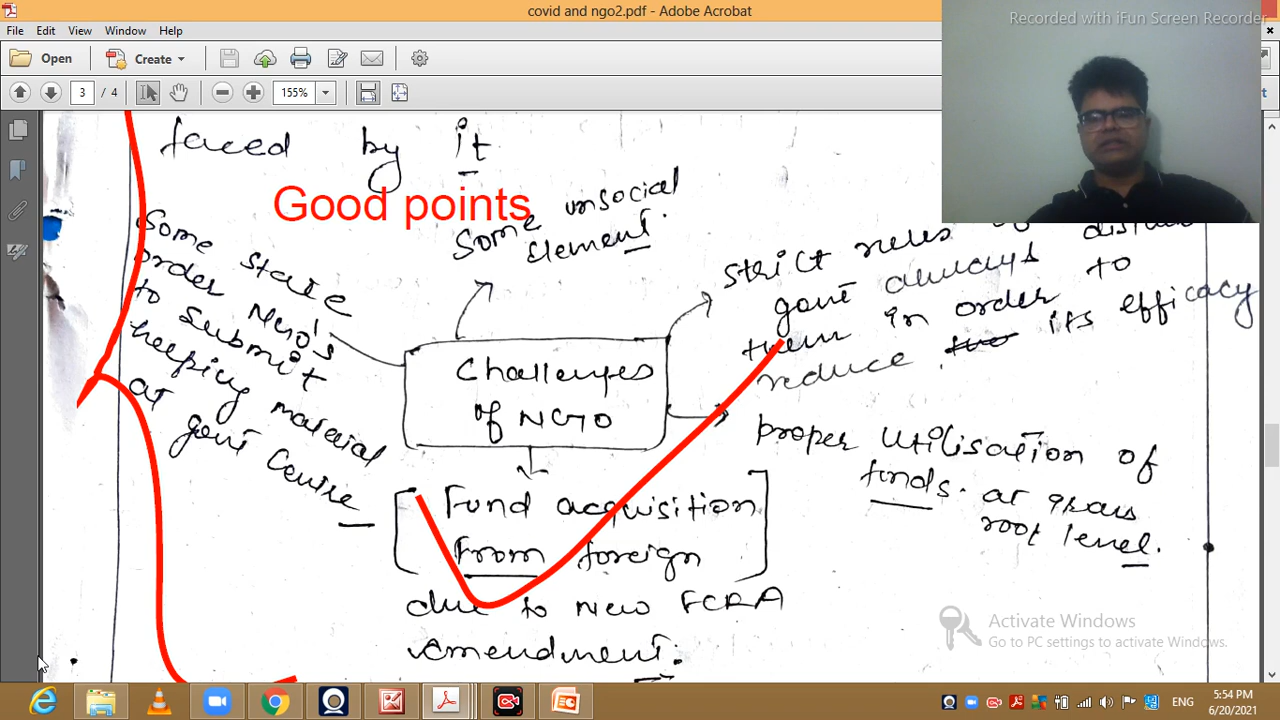 covid and ngo2.pdf - Adobe Acrobat
Recorded with iFun Screen Recorder
File Edit View Window Help
Open Create
3 / 4 155%
faced by it
Good points
Some unsocial
Element.
Some state
order NGO's
to submit
helping material
at govt Centre
Strict rules
govt always
them in order to
reduce its efficacy
Challenges
of NGO
proper utilisation of
finds. at grass
root level.
Fund acquisition
from foreign
due to New FCRA
Amendment.
Activate Windows
Go to PC settings to activate Windows.
ENG
5:54 PM
6/20/2021